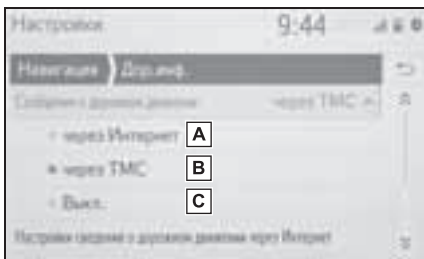 Настройки 9:44
Навигация Дор.инф.
События о дорожном движении через TMC
через Интернет A
через TMC B
Выкл. C
Настройки сведения о дорожном движении через Интернет